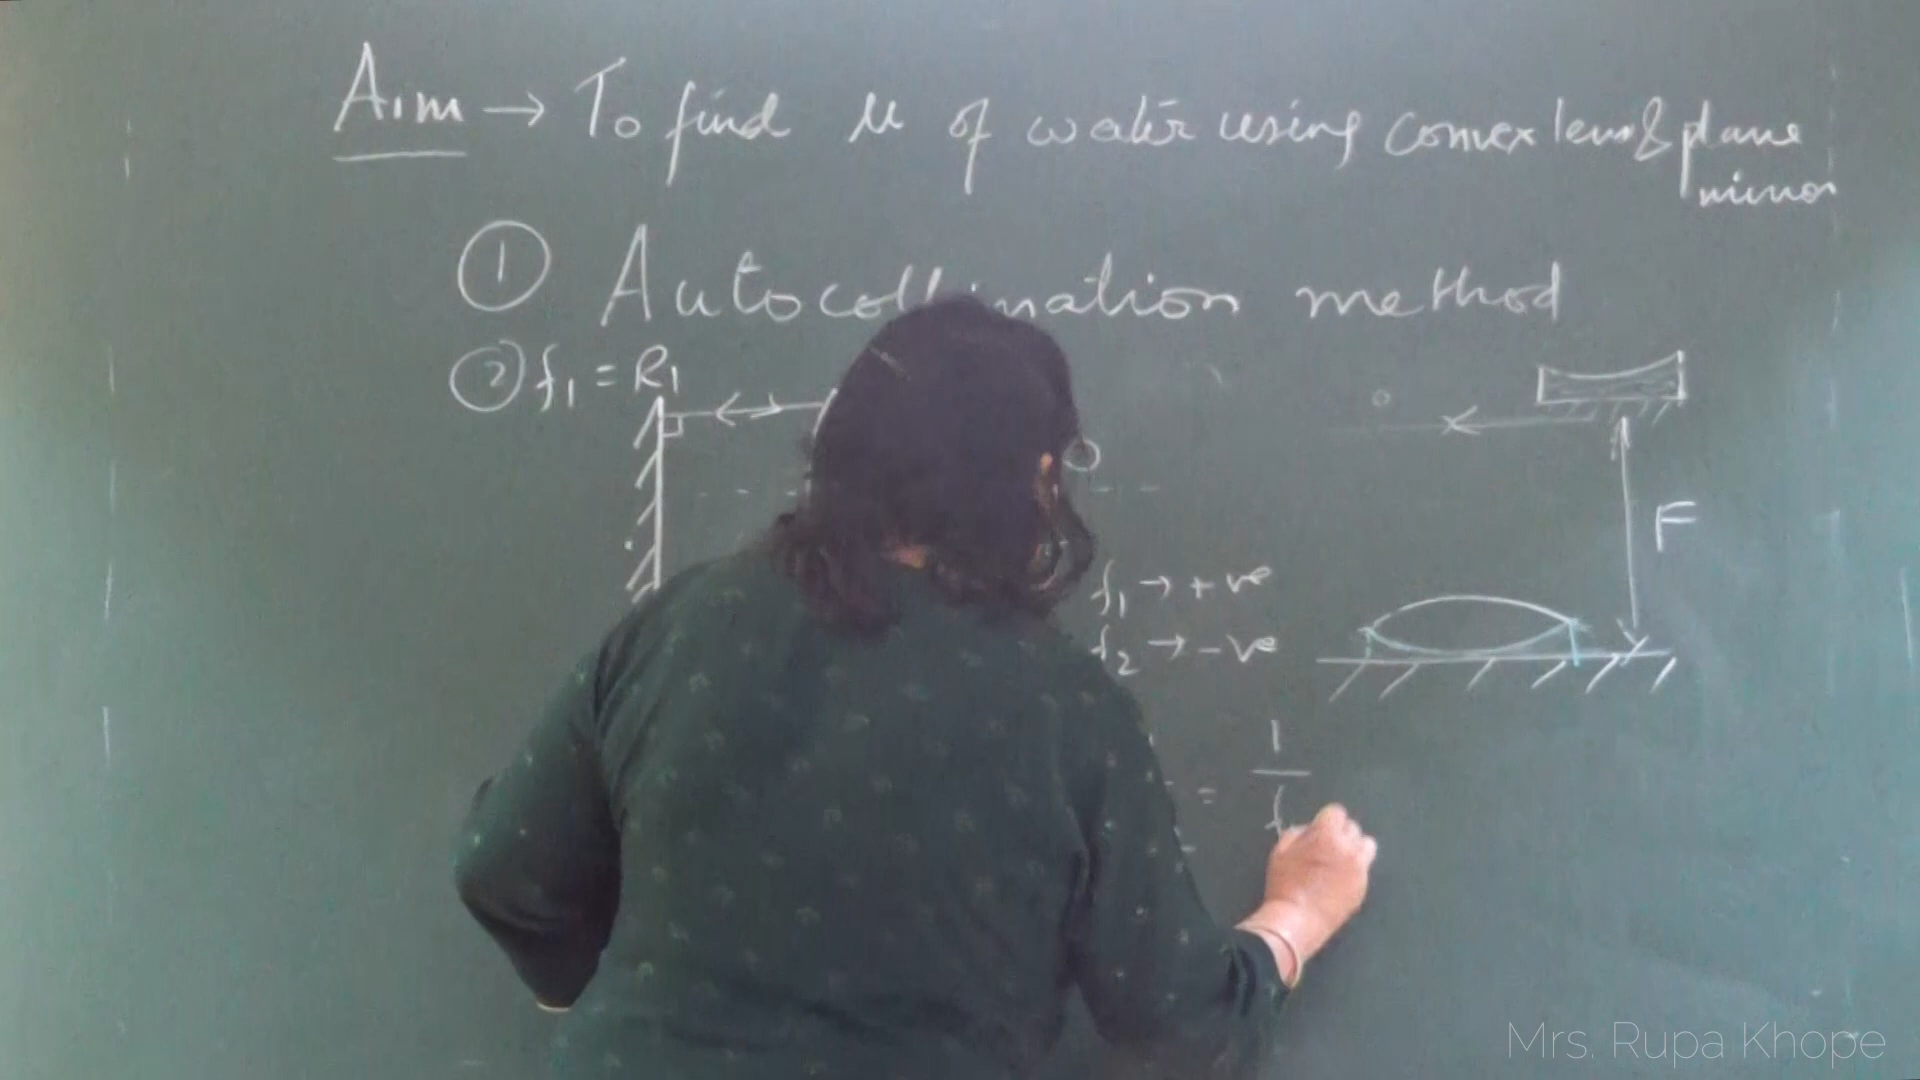 Aim → To find μ of water using convex lens & plane
mirror
① Autocollimation method
② f₁ = R₁
F
f₁ → +ve
f₂ → -ve
= 1/f
Mrs. Rupa Khope